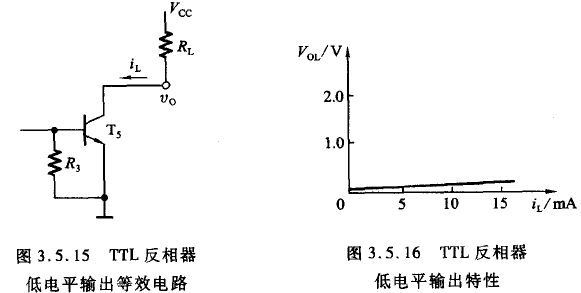 V_CC
R_L
i_L
v_O
T_5
R_3
图 3.5.15 TTL 反相器
低电平输出等效电路
V_OL/V
2.0
1.0
0 5 10 15 i_L/mA
图 3.5.16 TTL 反相器
低电平输出特性